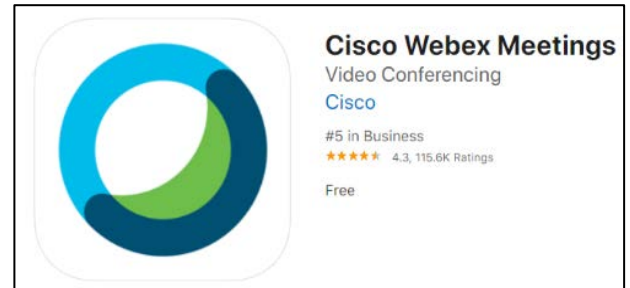 Cisco Webex Meetings
Video Conferencing
Cisco
#5 in Business
★★★★★ 4.3, 115.6K Ratings
Free